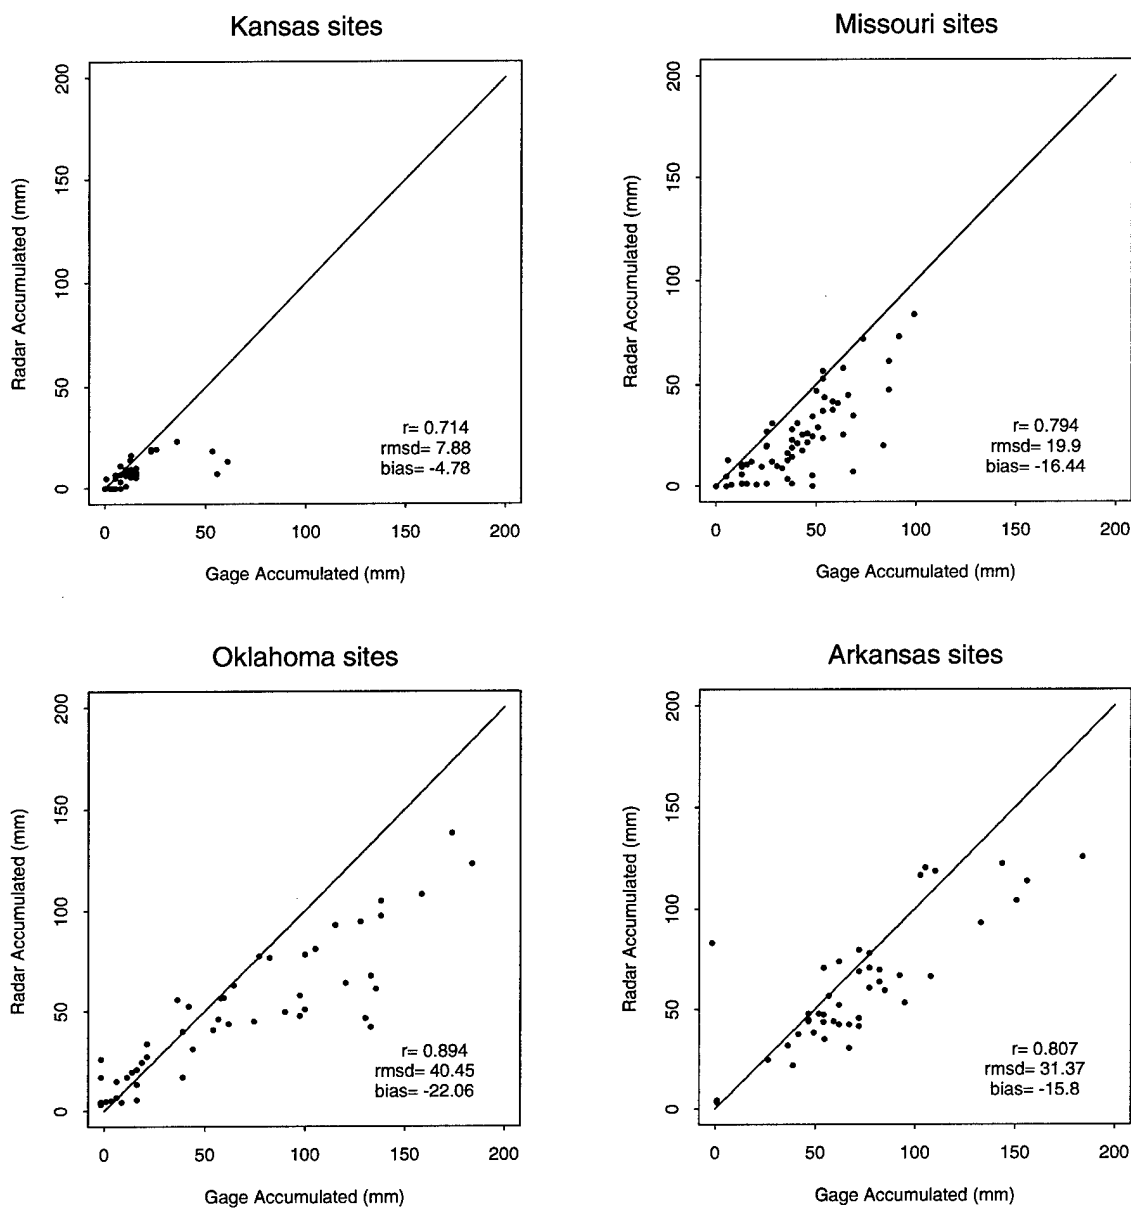 Kansas sites
200
150
100
50
0
Radar Accumulated (mm)
r= 0.714
rmsd= 7.88
bias= -4.78
0 50 100 150 200
Gage Accumulated (mm)
Missouri sites
200
150
100
50
0
Radar Accumulated (mm)
r= 0.794
rmsd= 19.9
bias= -16.44
0 50 100 150 200
Gage Accumulated (mm)
Oklahoma sites
200
150
100
50
0
Radar Accumulated (mm)
r= 0.894
rmsd= 40.45
bias= -22.06
0 50 100 150 200
Gage Accumulated (mm)
Arkansas sites
200
150
100
50
0
Radar Accumulated (mm)
r= 0.807
rmsd= 31.37
bias= -15.8
0 50 100 150 200
Gage Accumulated (mm)